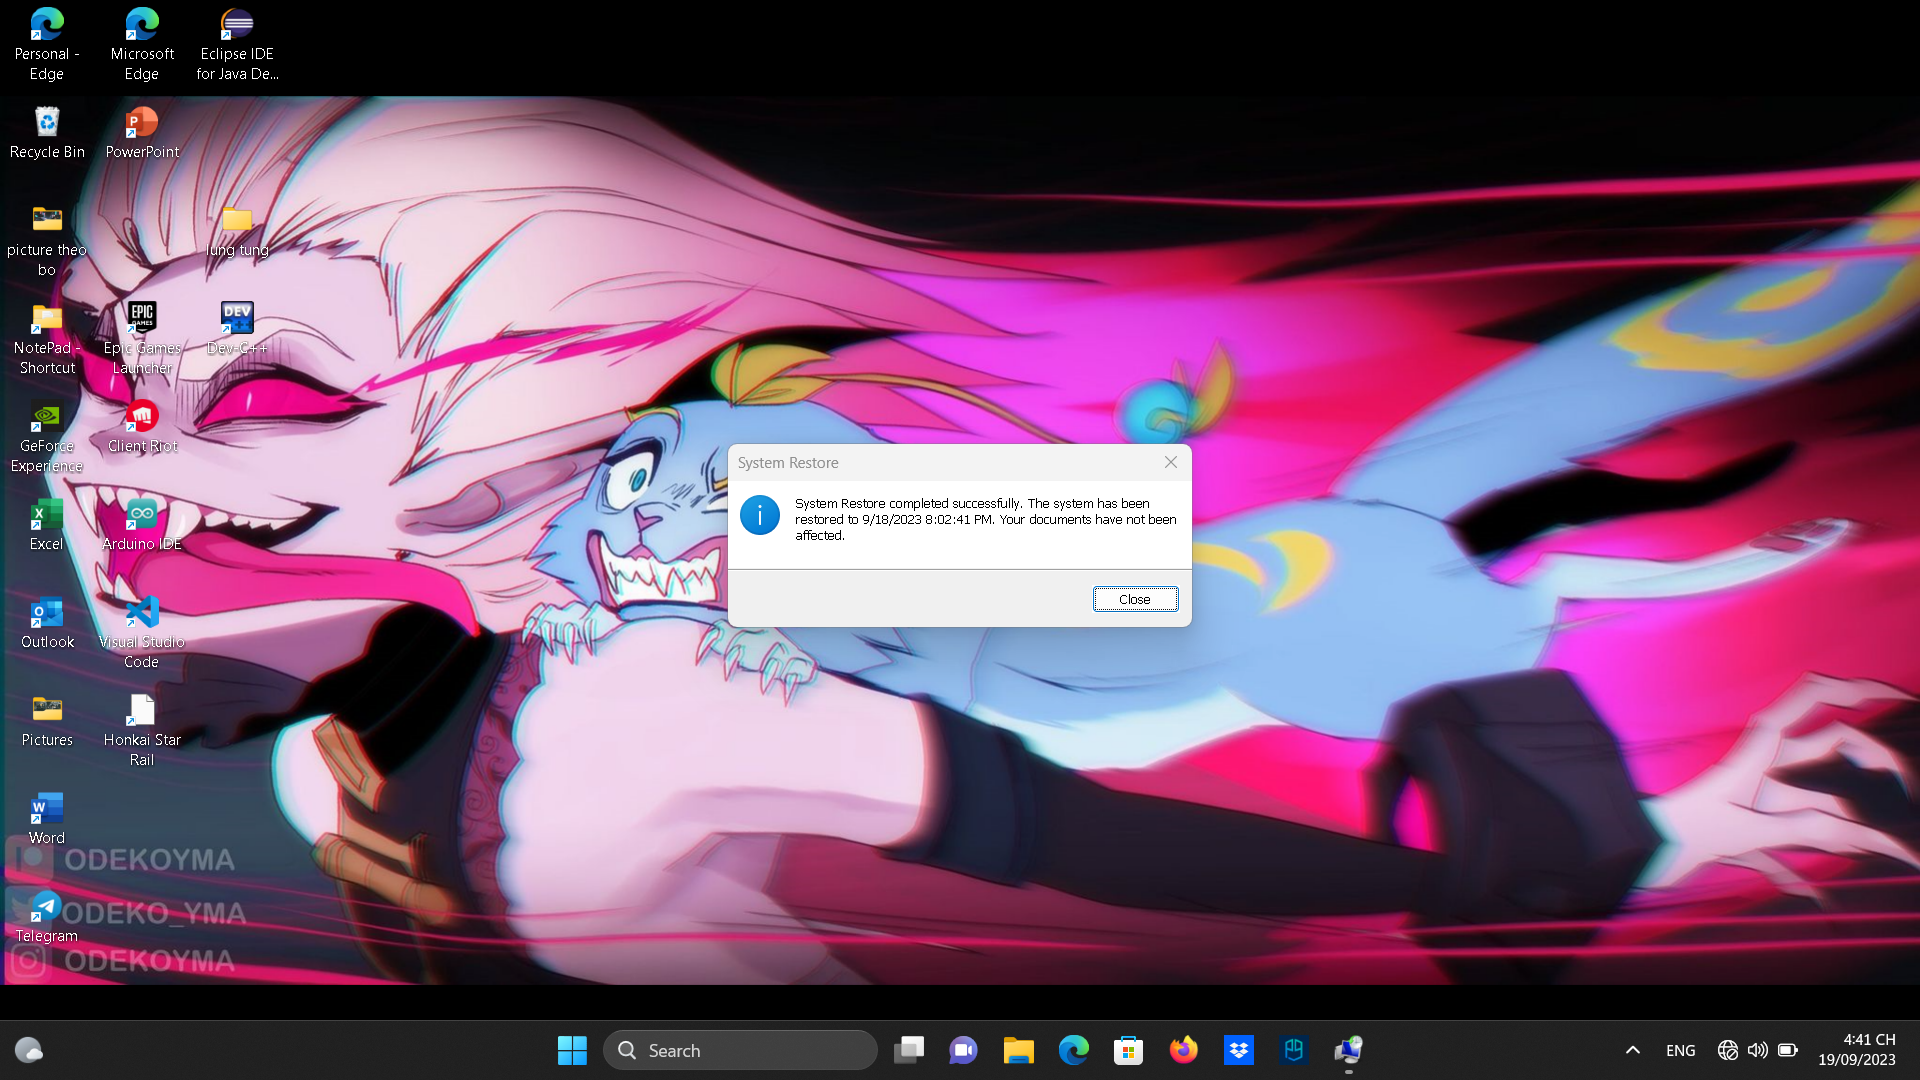 Personal -
Edge
Microsoft
Edge
Eclipse IDE
for Java De...
Recycle Bin
PowerPoint
picture theo
bo
lung tung
NotePad -
Shortcut
EPIC
GAMES
Epic Games
Launcher
DEV
C++
Dev-C++
GeForce
Experience
Client Riot
Excel
Arduino IDE
Outlook
Visual Studio
Code
Pictures
Honkai Star
Rail
Word
ODEKOYMA
ODEKO_YMA
Telegram
ODEKOYMA
System Restore
System Restore completed successfully. The system has been
restored to 9/18/2023 8:02:41 PM. Your documents have not been
affected.
Close
Search
ENG
4:41 CH
19/09/2023